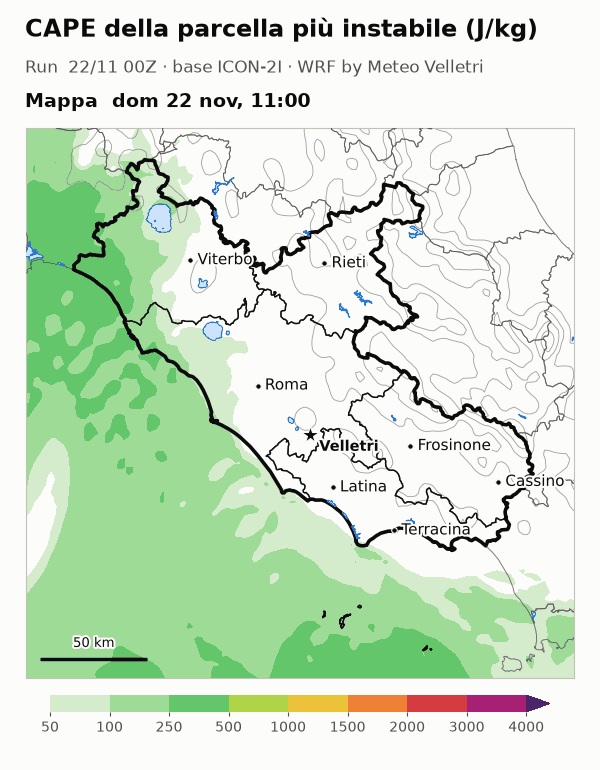 CAPE della parcella più instabile (J/kg)
Run 22/11 00Z · base ICON-2I · WRF by Meteo Velletri
Mappa dom 22 nov, 11:00
Viterbo
Rieti
Roma
Velletri
Frosinone
Cassino
Latina
Terracina
50 km
50 100 250 500 1000 1500 2000 3000 4000